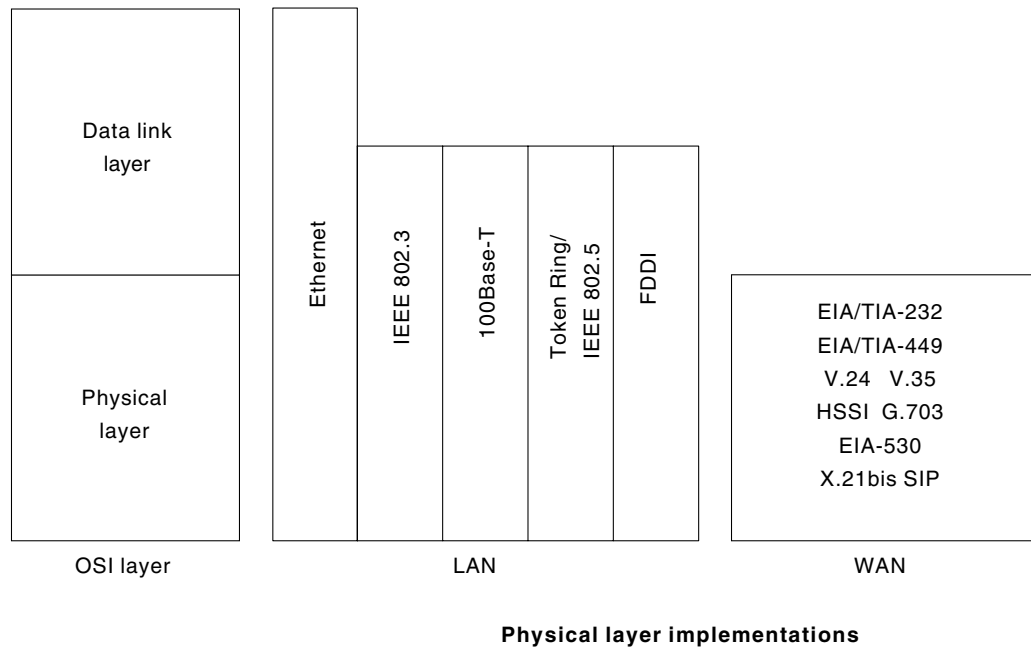 Data link
layer
Physical
layer
OSI layer
Ethernet
IEEE 802.3
100Base-T
Token Ring/
IEEE 802.5
FDDI
LAN
EIA/TIA-232
EIA/TIA-449
V.24 V.35
HSSI G.703
EIA-530
X.21bis SIP
WAN
Physical layer implementations